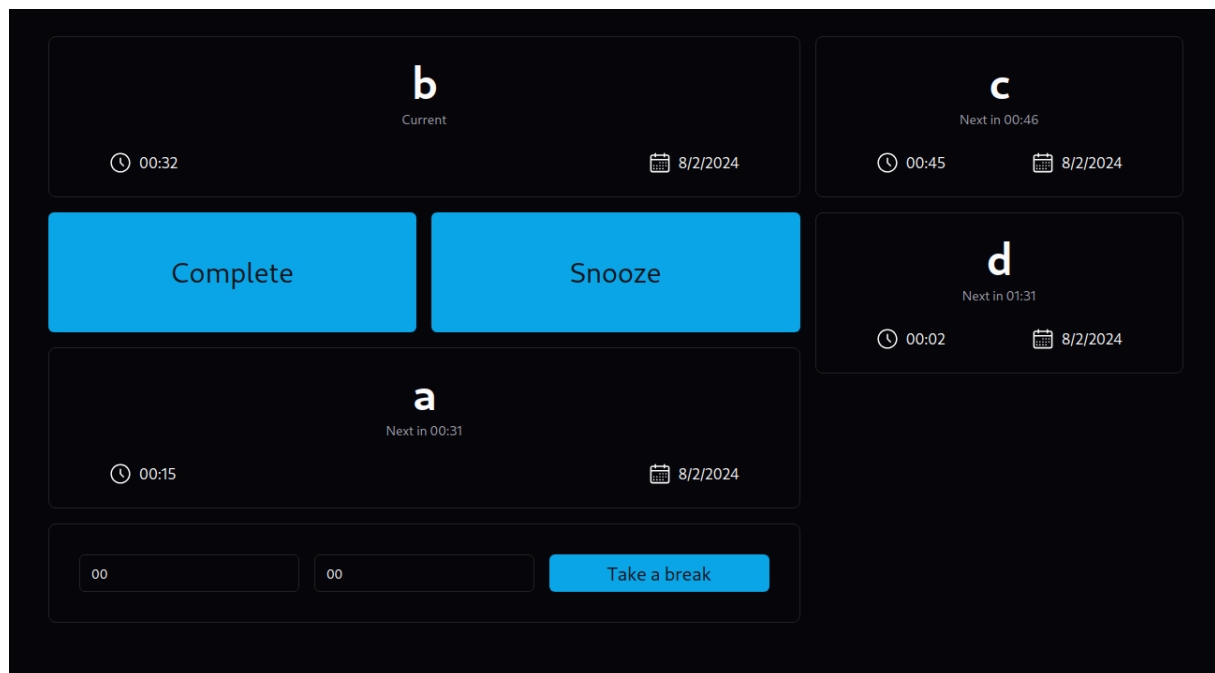 b
Current
00:32 8/2/2024
Complete Snooze
a
Next in 00:31
00:15 8/2/2024
00 00 Take a break
c
Next in 00:46
00:45 8/2/2024
d
Next in 01:31
00:02 8/2/2024